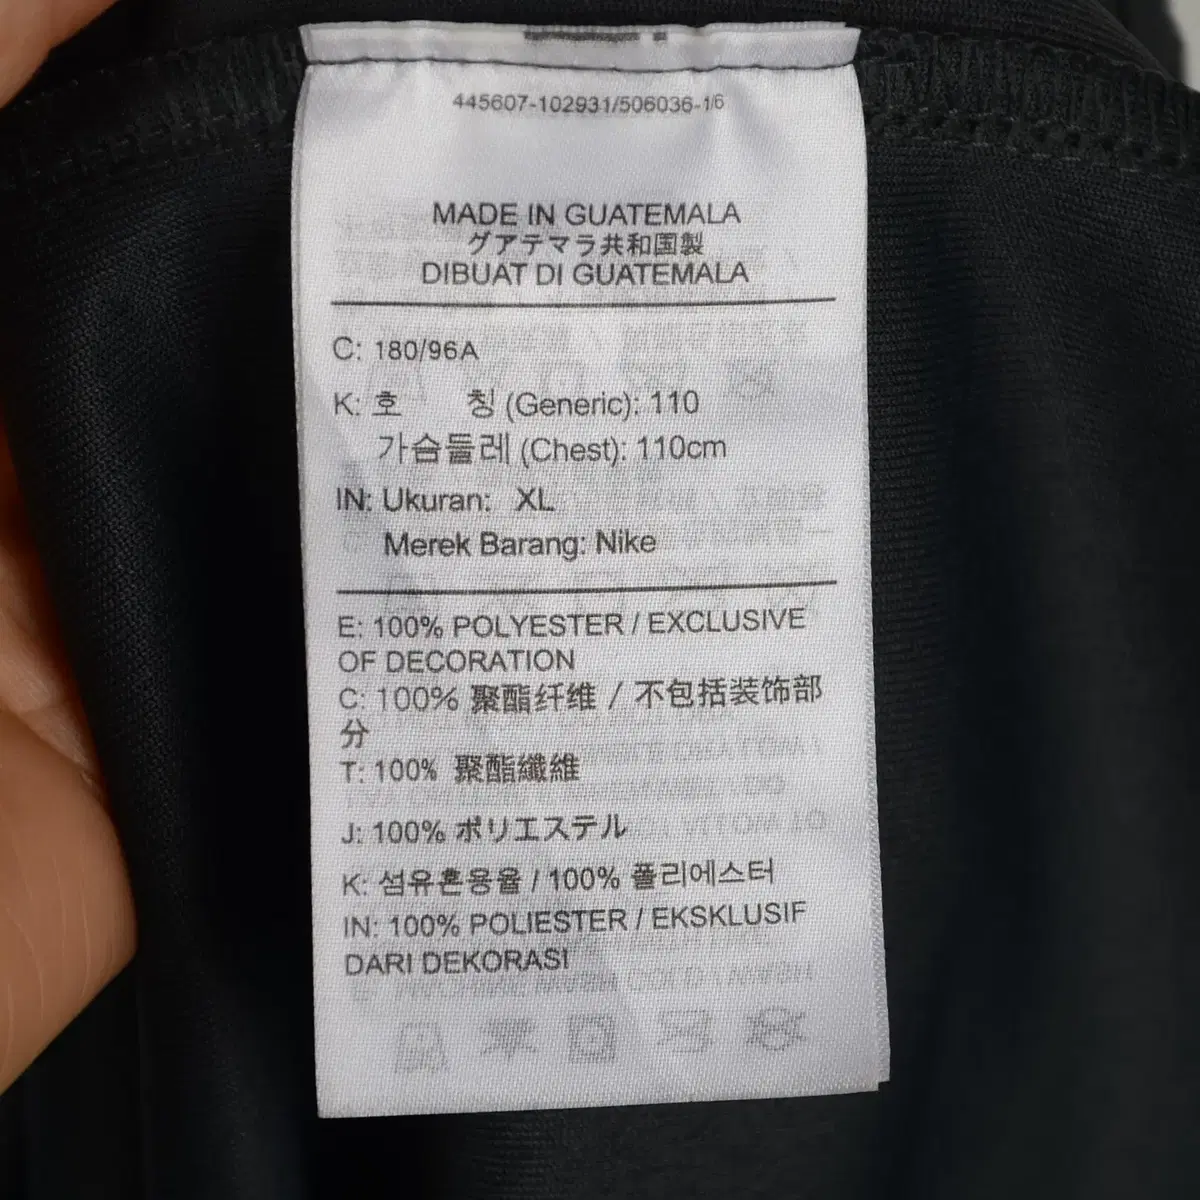 445607-102931/506036-1/6
MADE IN GUATEMALA
グアテマラ共和国製
DIBUAT DI GUATEMALA
C: 180/96A
K: 호 칭 (Generic): 110
가슴둘레 (Chest): 110cm
IN: Ukuran: XL
Merek Barang: Nike
E: 100% POLYESTER / EXCLUSIVE
OF DECORATION
C: 100% 聚酯纤维 / 不包括装饰部
分
T: 100% 聚酯纖維
J: 100% ポリエステル
K: 섬유혼용율 / 100% 폴리에스터
IN: 100% POLIESTER / EKSKLUSIF
DARI DEKORASI